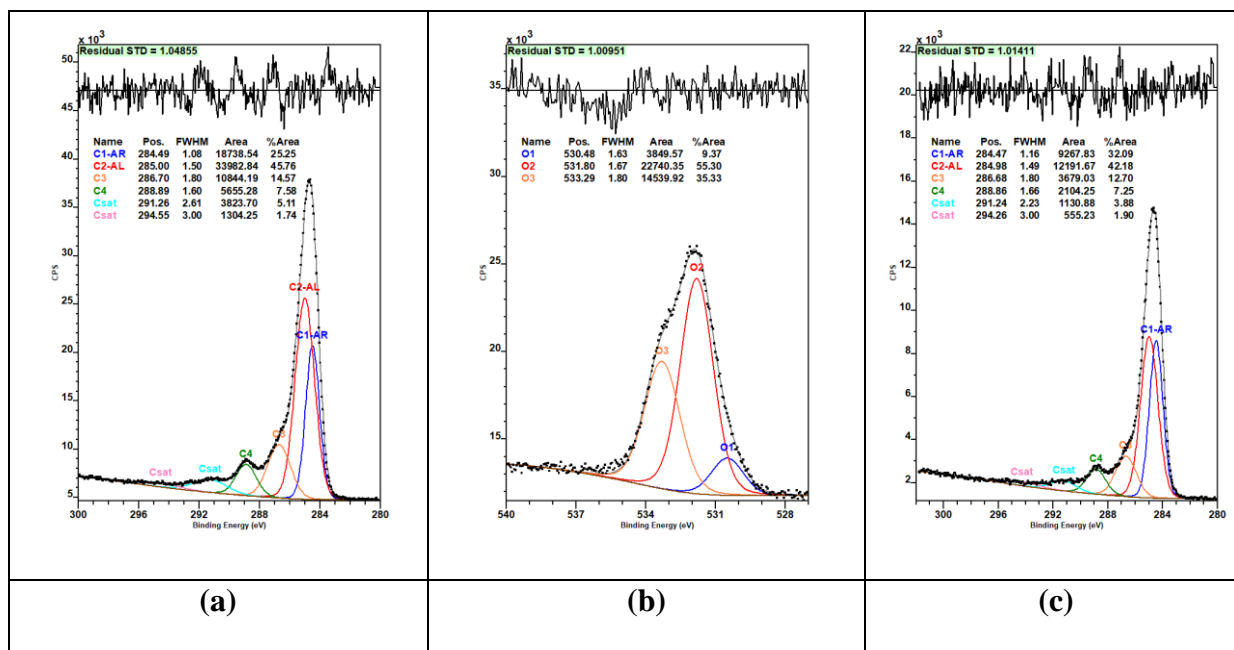 x 10³
Residual STD = 1.04855
50
45
40
35
30
25
20
15
10
5
CPS
Name Pos. FWHM Area %Area
C1-AR 284.49 1.08 18738.54 25.25
C2-AL 285.00 1.50 33982.84 45.76
C3 286.70 1.80 10844.19 14.57
C4 288.89 1.60 5655.28 7.58
Csat 291.26 2.61 3823.70 5.11
Csat 294.55 3.00 1304.25 1.74
C2-AL
C1-AR
C3
C4
Csat
Csat
300 296 292 288 284 280
Binding Energy (eV)
(a)
x 10³
Residual STD = 1.00951
35
30
25
20
15
CPS
Name Pos. FWHM Area %Area
O1 530.48 1.63 3849.57 9.37
O2 531.80 1.67 22740.35 55.30
O3 533.29 1.80 14539.92 35.33
O2
O3
O1
540 537 534 531 528
Binding Energy (eV)
(b)
x 10³
Residual STD = 1.01411
22
20
18
16
14
12
10
8
6
4
2
CPS
Name Pos. FWHM Area %Area
C1-AR 284.47 1.16 9267.83 32.09
C2-AL 284.98 1.49 12191.67 42.18
C3 286.68 1.80 3679.03 12.70
C4 288.86 1.66 2104.25 7.25
Csat 291.24 2.23 1130.88 3.88
Csat 294.26 3.00 555.23 1.90
C1-AR
C4
Csat
Csat
300 296 292 288 284 280
Binding Energy (eV)
(c)